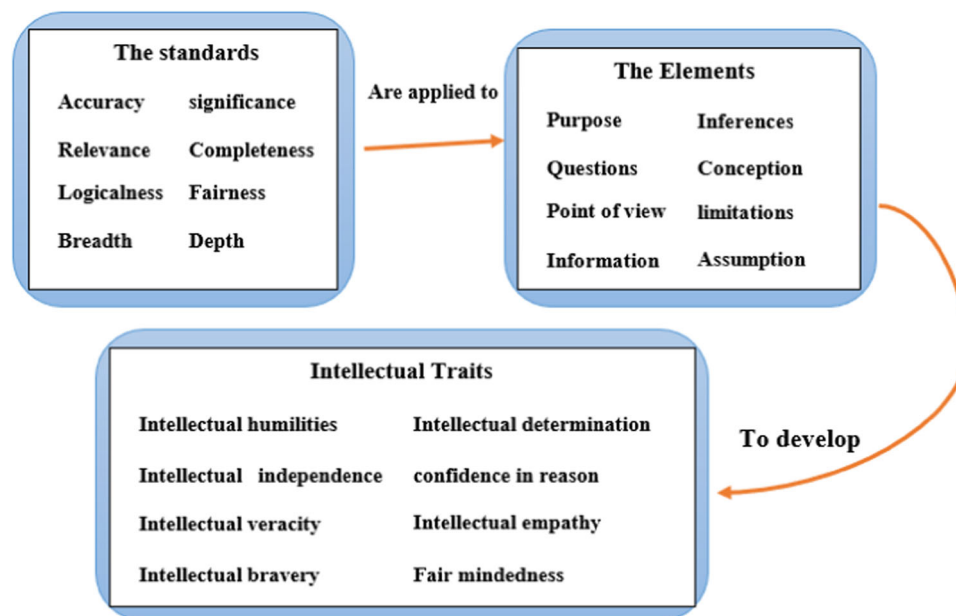 The standards
Accuracy significance
Relevance Completeness
Logicalness Fairness
Breadth Depth
Are applied to
The Elements
Purpose Inferences
Questions Conception
Point of view limitations
Information Assumption
To develop
Intellectual Traits
Intellectual humilities Intellectual determination
Intellectual independence confidence in reason
Intellectual veracity Intellectual empathy
Intellectual bravery Fair mindedness